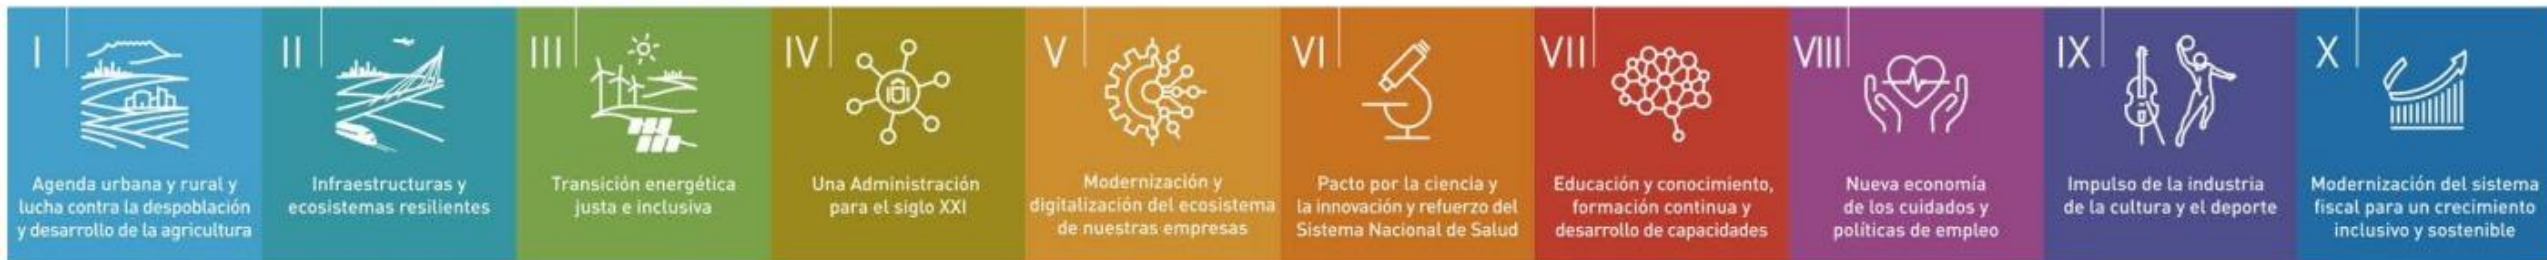 I
Agenda urbana y rural y
lucha contra la despoblación
y desarrollo de la agricultura
II
Infraestructuras y
ecosistemas resilientes
III
Transición energética
justa e inclusiva
IV
Una Administración
para el siglo XXI
V
Modernización y
digitalización del ecosistema
de nuestras empresas
VI
Pacto por la ciencia y
la innovación y refuerzo del
Sistema Nacional de Salud
VII
Educación y conocimiento,
formación continua y
desarrollo de capacidades
VIII
Nueva economía
de los cuidados y
políticas de empleo
IX
Impulso de la industria
de la cultura y el deporte
X
Modernización del sistema
fiscal para un crecimiento
inclusivo y sostenible